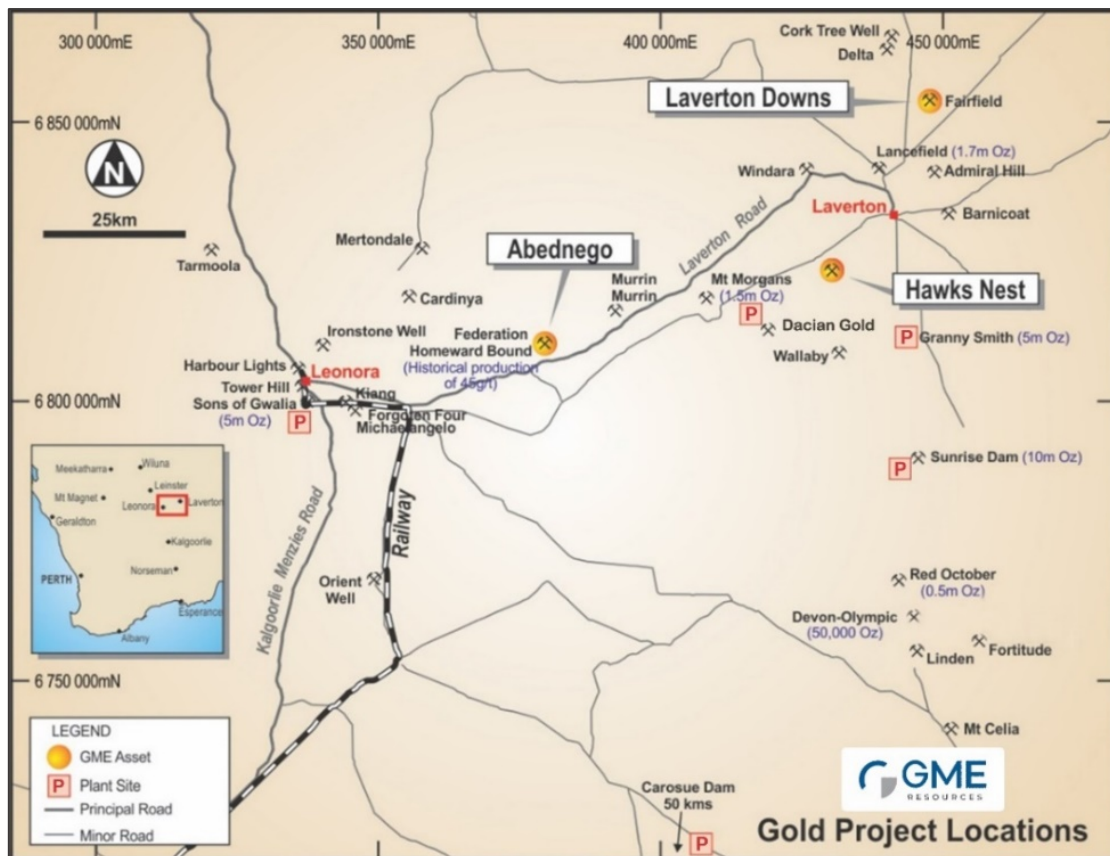 300 000mE
350 000mE
400 000mE
450 000mE
Cork Tree Well
Delta
Laverton Downs
Fairfield
6 850 000mN
N
25km
Lancefield (1.7m Oz)
Windara
Admiral Hill
Laverton
Barnicoat
Laverton Road
Tarmoola
Mertondale
Abednego
Cardinya
Murrin
Murrin
Mt Morgans
(1.5m Oz)
Hawks Nest
P
Dacian Gold
P
Granny Smith (5m Oz)
Wallaby
Ironstone Well
Federation
Homeward Bound
(Historical production
of 45g/l)
Harbour Lights
Leonora
Tower Hill
Sons of Gwalia
(5m Oz)
P
Kiang
Forgoten Four
Michaelangelo
6 800 000mN
P
Sunrise Dam (10m Oz)
Meekatharra
Wiluna
Leinster
Mt Magnet
Leonora
Laverton
Geraldton
Kalgoorlie
PERTH
Norseman
Esperance
Albany
Kalgoorlie Menzies Road
Railway
Orient
Well
Red October
(0.5m Oz)
Devon-Olympic
(50,000 Oz)
Linden
Fortitude
6 750 000mN
Mt Celia
LEGEND
GME Asset
P
Plant Site
Principal Road
Minor Road
Carosue Dam
50 kms
P
GME
RESOURCES
Gold Project Locations